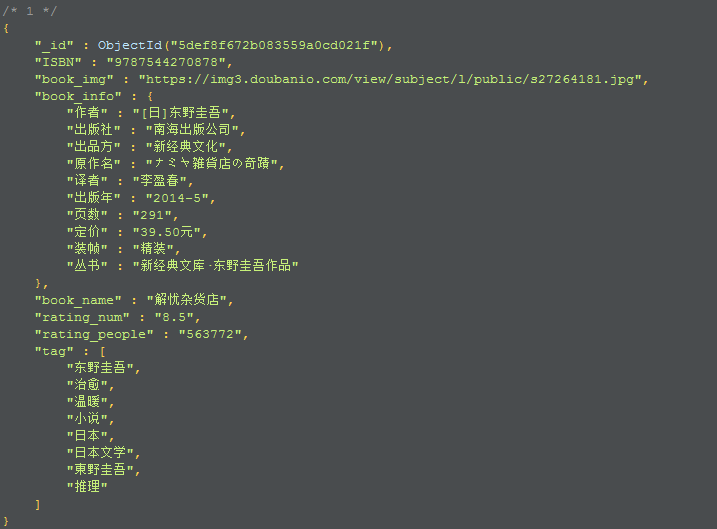 /* 1 */
{
    "_id" : ObjectId("5def8f672b083559a0cd021f"),
    "ISBN" : "9787544270878",
    "book_img" : "https://img3.doubanio.com/view/subject/l/public/s27264181.jpg",
    "book_info" : {
        "作者" : "[日]东野圭吾",
        "出版社" : "南海出版公司",
        "出品方" : "新经典文化",
        "原作名" : "ナミヤ雑貨店の奇蹟",
        "译者" : "李盈春",
        "出版年" : "2014-5",
        "页数" : "291",
        "定价" : "39.50元",
        "装帧" : "精装",
        "丛书" : "新经典文库·东野圭吾作品"
    },
    "book_name" : "解忧杂货店",
    "rating_num" : "8.5",
    "rating_people" : "563772",
    "tag" : [
        "东野圭吾",
        "治愈",
        "温暖",
        "小说",
        "日本",
        "日本文学",
        "東野圭吾",
        "推理"
    ]
}